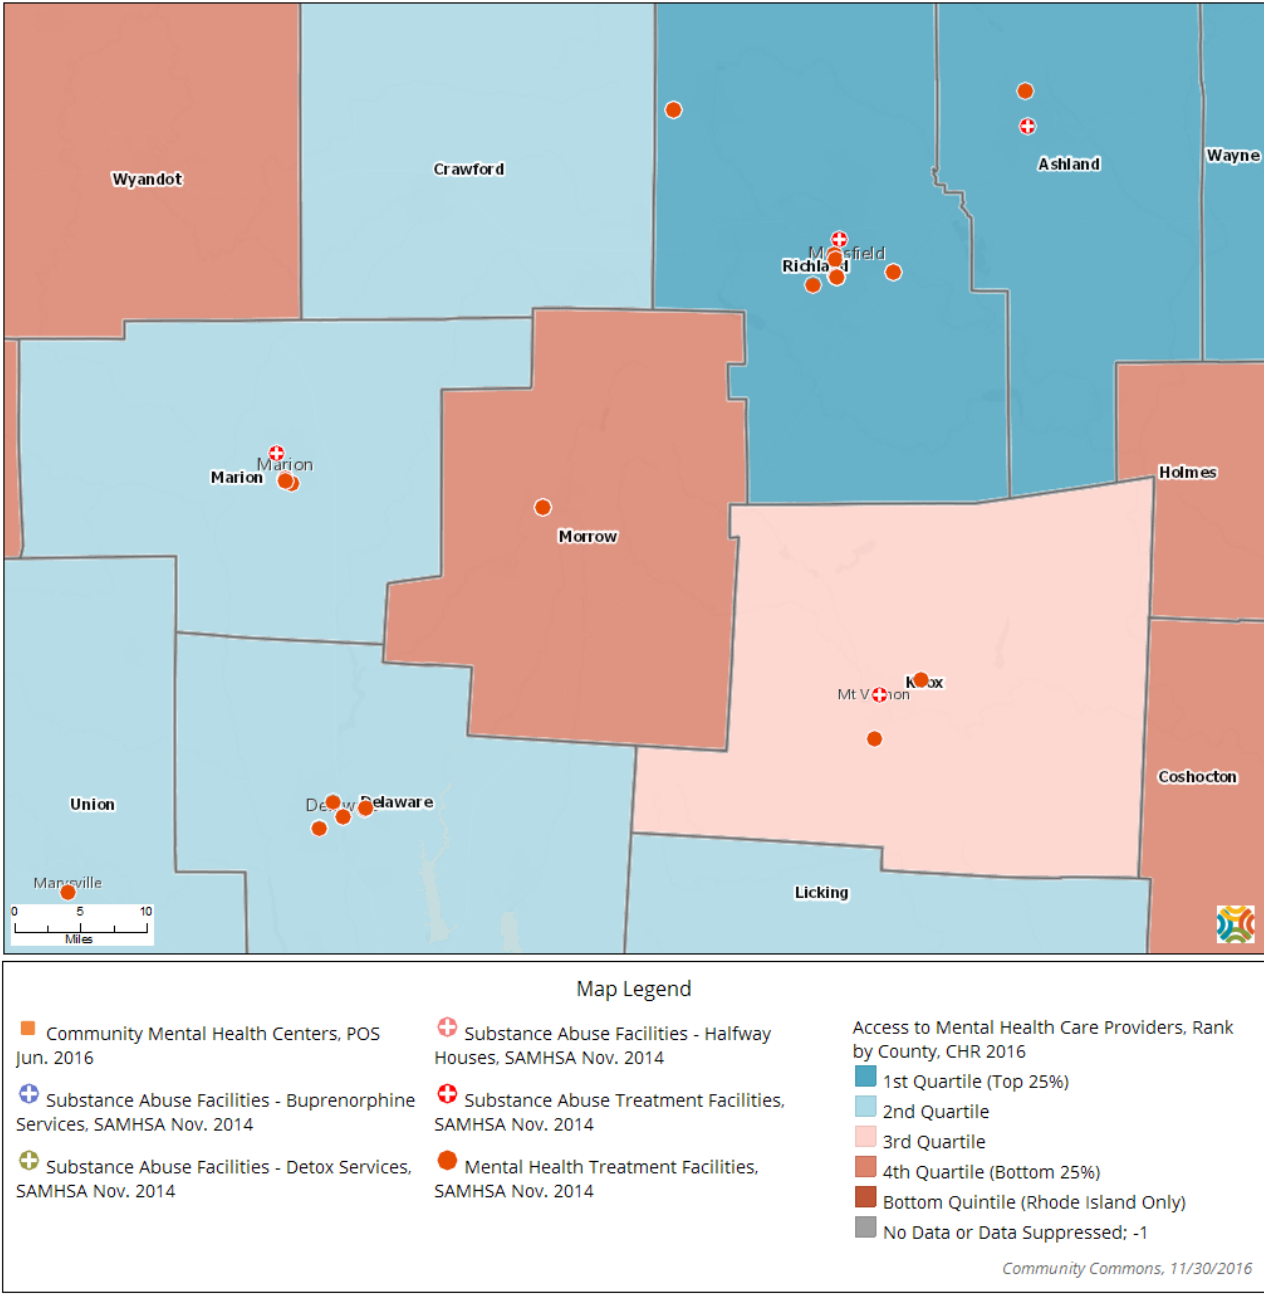 Wyandot
Crawford
Ashland
Wayne
Mansfield
Richland
Marion
Marion
Holmes
Morrow
Knox
Mt Vernon
Coshocton
Union
Delaware
Delaware
Marysville
Licking
0 5 10
Miles
Map Legend
Community Mental Health Centers, POS
Jun. 2016
Substance Abuse Facilities - Buprenorphine
Services, SAMHSA Nov. 2014
Substance Abuse Facilities - Detox Services,
SAMHSA Nov. 2014
Substance Abuse Facilities - Halfway
Houses, SAMHSA Nov. 2014
Substance Abuse Treatment Facilities,
SAMHSA Nov. 2014
Mental Health Treatment Facilities,
SAMHSA Nov. 2014
Access to Mental Health Care Providers, Rank
by County, CHR 2016
1st Quartile (Top 25%)
2nd Quartile
3rd Quartile
4th Quartile (Bottom 25%)
Bottom Quintile (Rhode Island Only)
No Data or Data Suppressed; -1
Community Commons, 11/30/2016